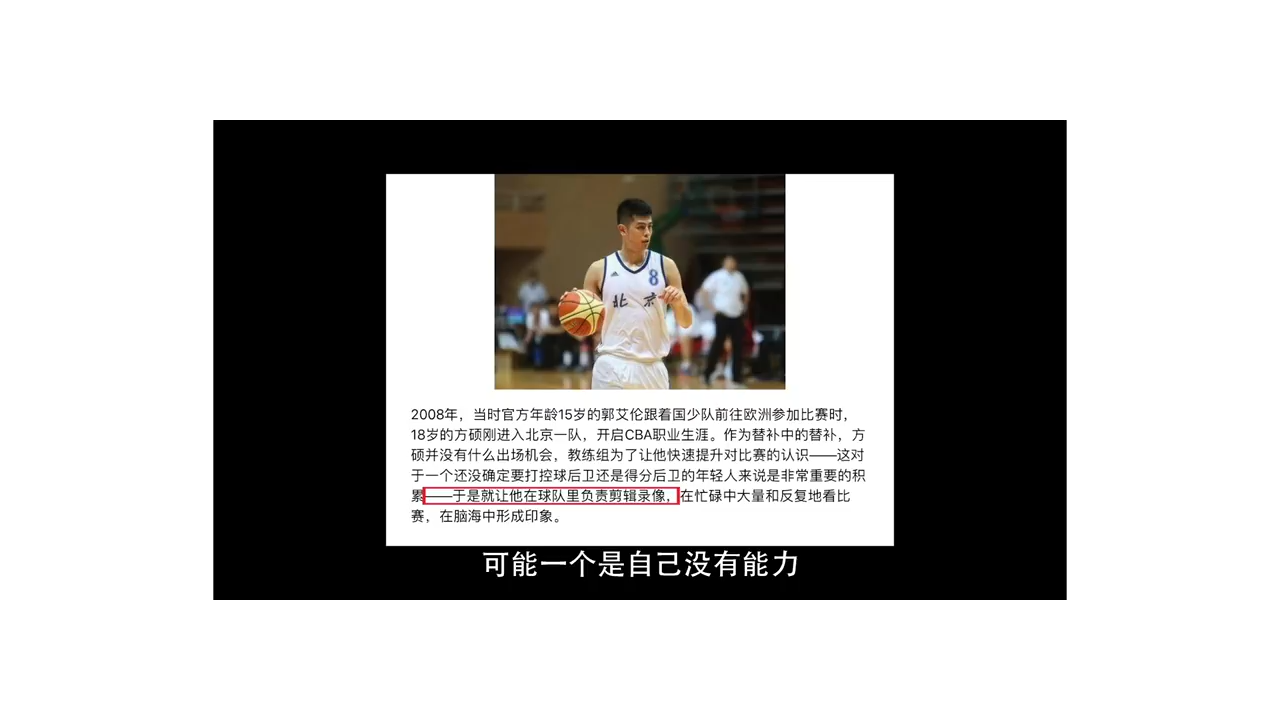 8
北京
2008年，当时官方年龄15岁的郭艾伦跟着国少队前往欧洲参加比赛时，
18岁的方硕刚进入北京一队，开启CBA职业生涯。作为替补中的替补，方
硕并没有什么出场机会，教练组为了让他快速提升对比赛的认识——这对
于一个还没确定要打控球后卫还是得分后卫的年轻人来说是非常重要的积
累——于是就让他在球队里负责剪辑录像，在忙碌中大量和反复地看比
赛，在脑海中形成印象。
可能一个是自己没有能力